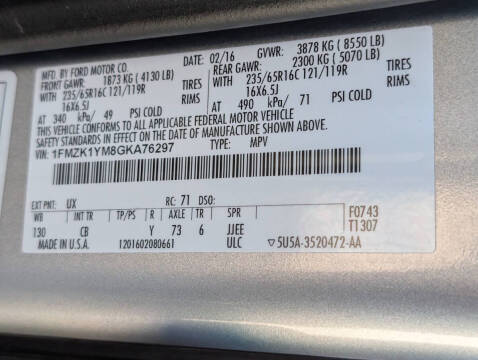 MFD. BY FORD MOTOR CO. DATE: 02/16 GVWR: 3878 KG ( 8550 LB)
FRONT GAWR: 1873 KG ( 4130 LB) REAR GAWR: 2300 KG ( 5070 LB)
WITH 235/65R16C 121/119R TIRES WITH 235/65R16C 121/119R TIRES
16X6.5J RIMS 16X6.5J RIMS
AT 340 kPa/ 49 PSI COLD AT 490 kPa/ 71 PSI COLD
THIS VEHICLE CONFORMS TO ALL APPLICABLE FEDERAL MOTOR VEHICLE
SAFETY STANDARDS IN EFFECT ON THE DATE OF MANUFACTURE SHOWN ABOVE.
VIN: 1FMZK1YM8GKA76297 TYPE: MPV
EXT PNT: UX RC: 71 DSO:
WB INT TR TP/PS R AXLE TR SPR F0743
130 CB Y 73 6 JJEE T1307
MADE IN U.S.A. 1201602080661 ULC ▽5U5A-3520472-AA